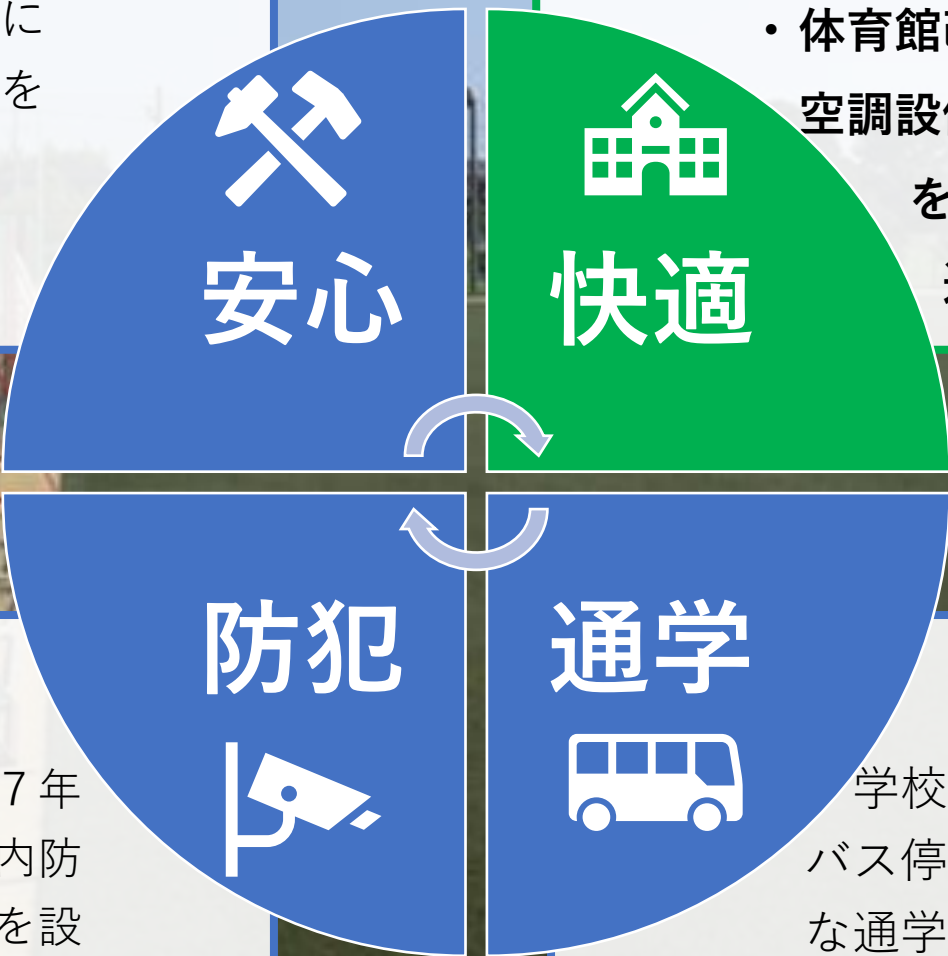 に
を
・体育館
空調設
を
安心
快適
防犯
通学
7年
内防
を設
学校
バス停
な通学